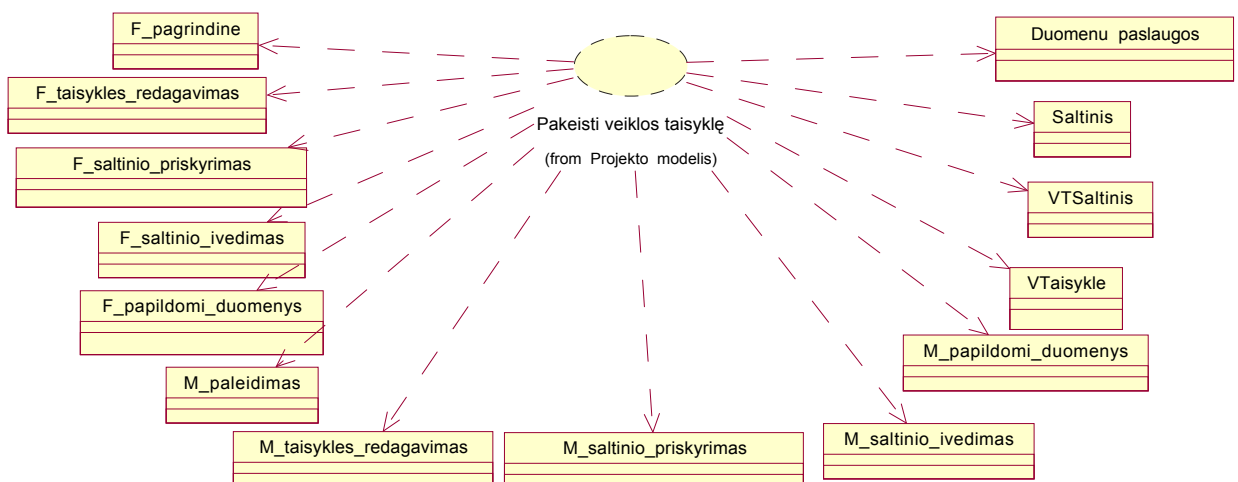 F_pagrindine
Duomenu paslaugos
F_taisykles_redagavimas
Saltinis
Pakeisti veiklos taisyklę
(from Projekto modelis)
F_saltinio_priskyrimas
VTSaltinis
F_saltinio_ivedimas
VTaisykle
F_papildomi_duomenys
M_papildomi_duomenys
M_paleidimas
M_taisykles_redagavimas
M_saltinio_priskyrimas
M_saltinio_ivedimas